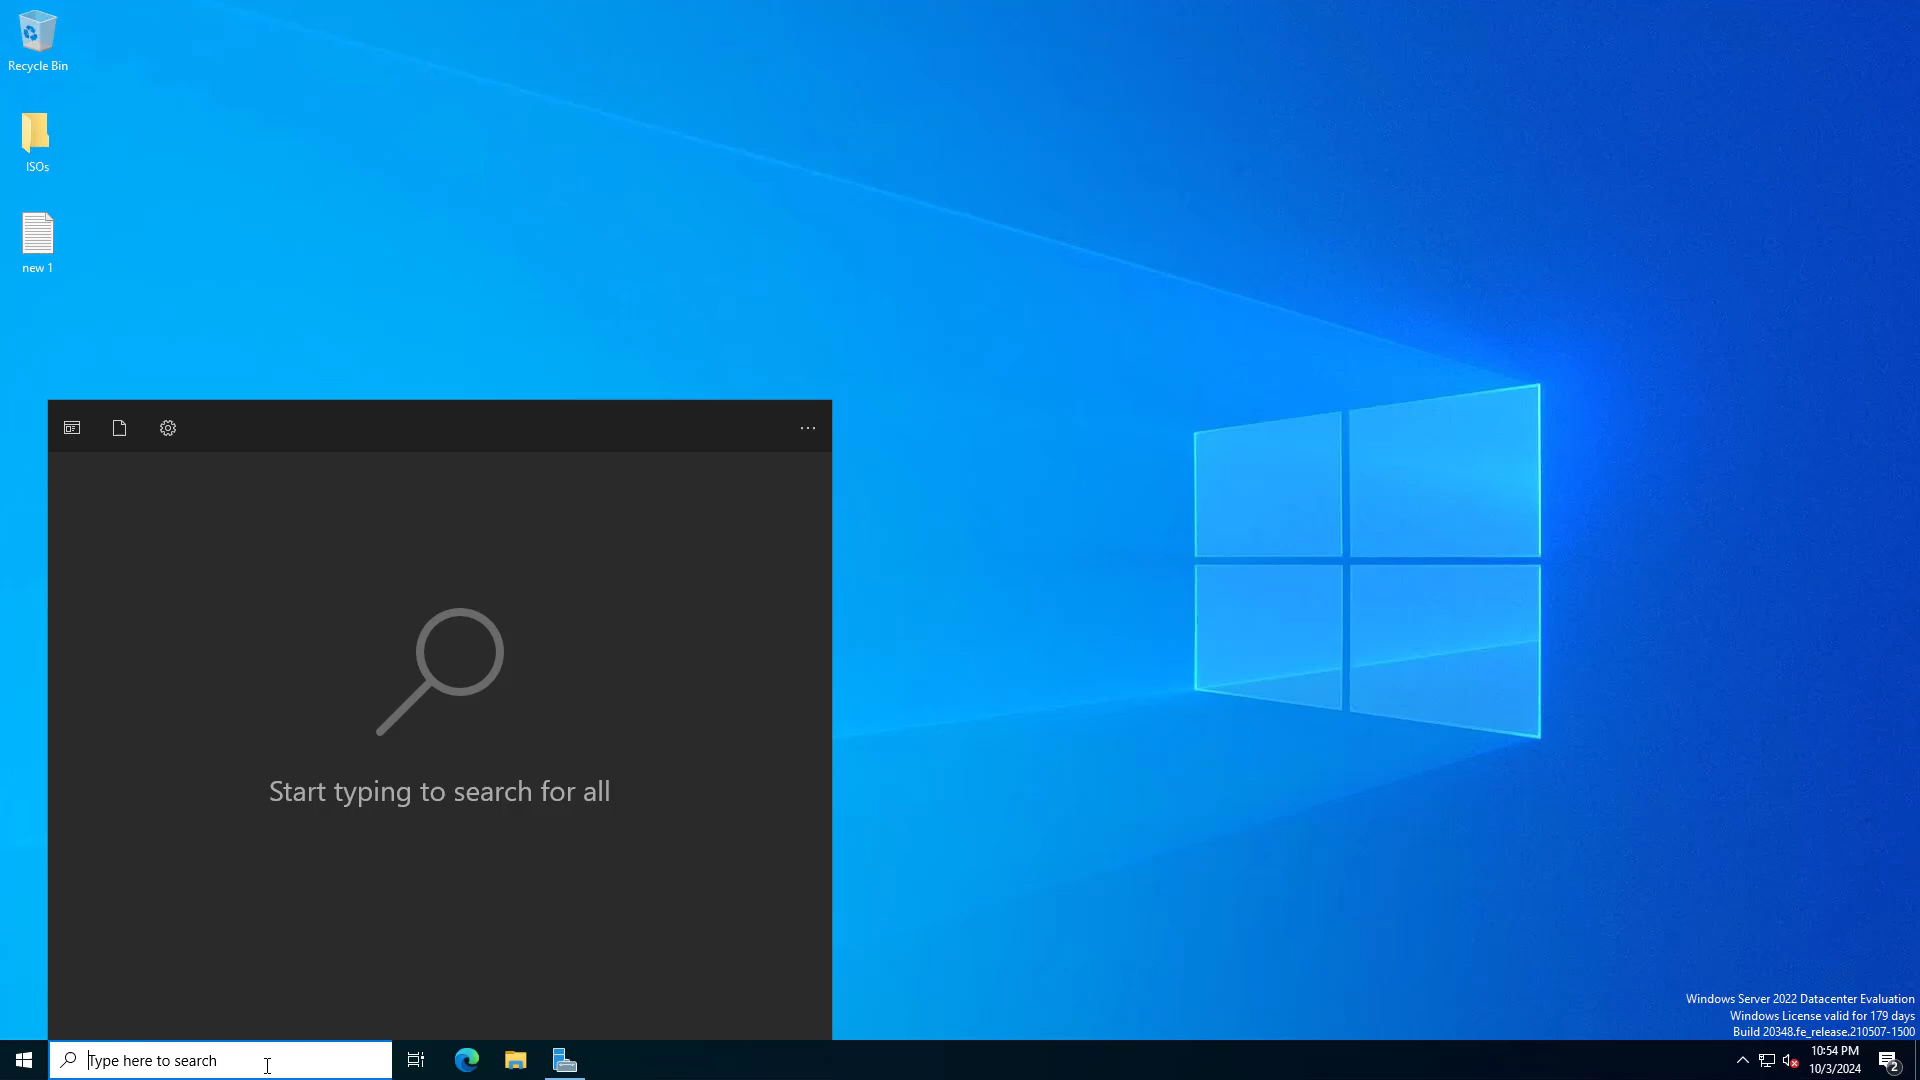 Recycle Bin
ISOs
new 1
Start typing to search for all
Windows Server 2022 Datacenter Evaluation
Windows License valid for 179 days
Build 20348.fe_release.210507-1500
Type here to search
10:54 PM
10/3/2024
2